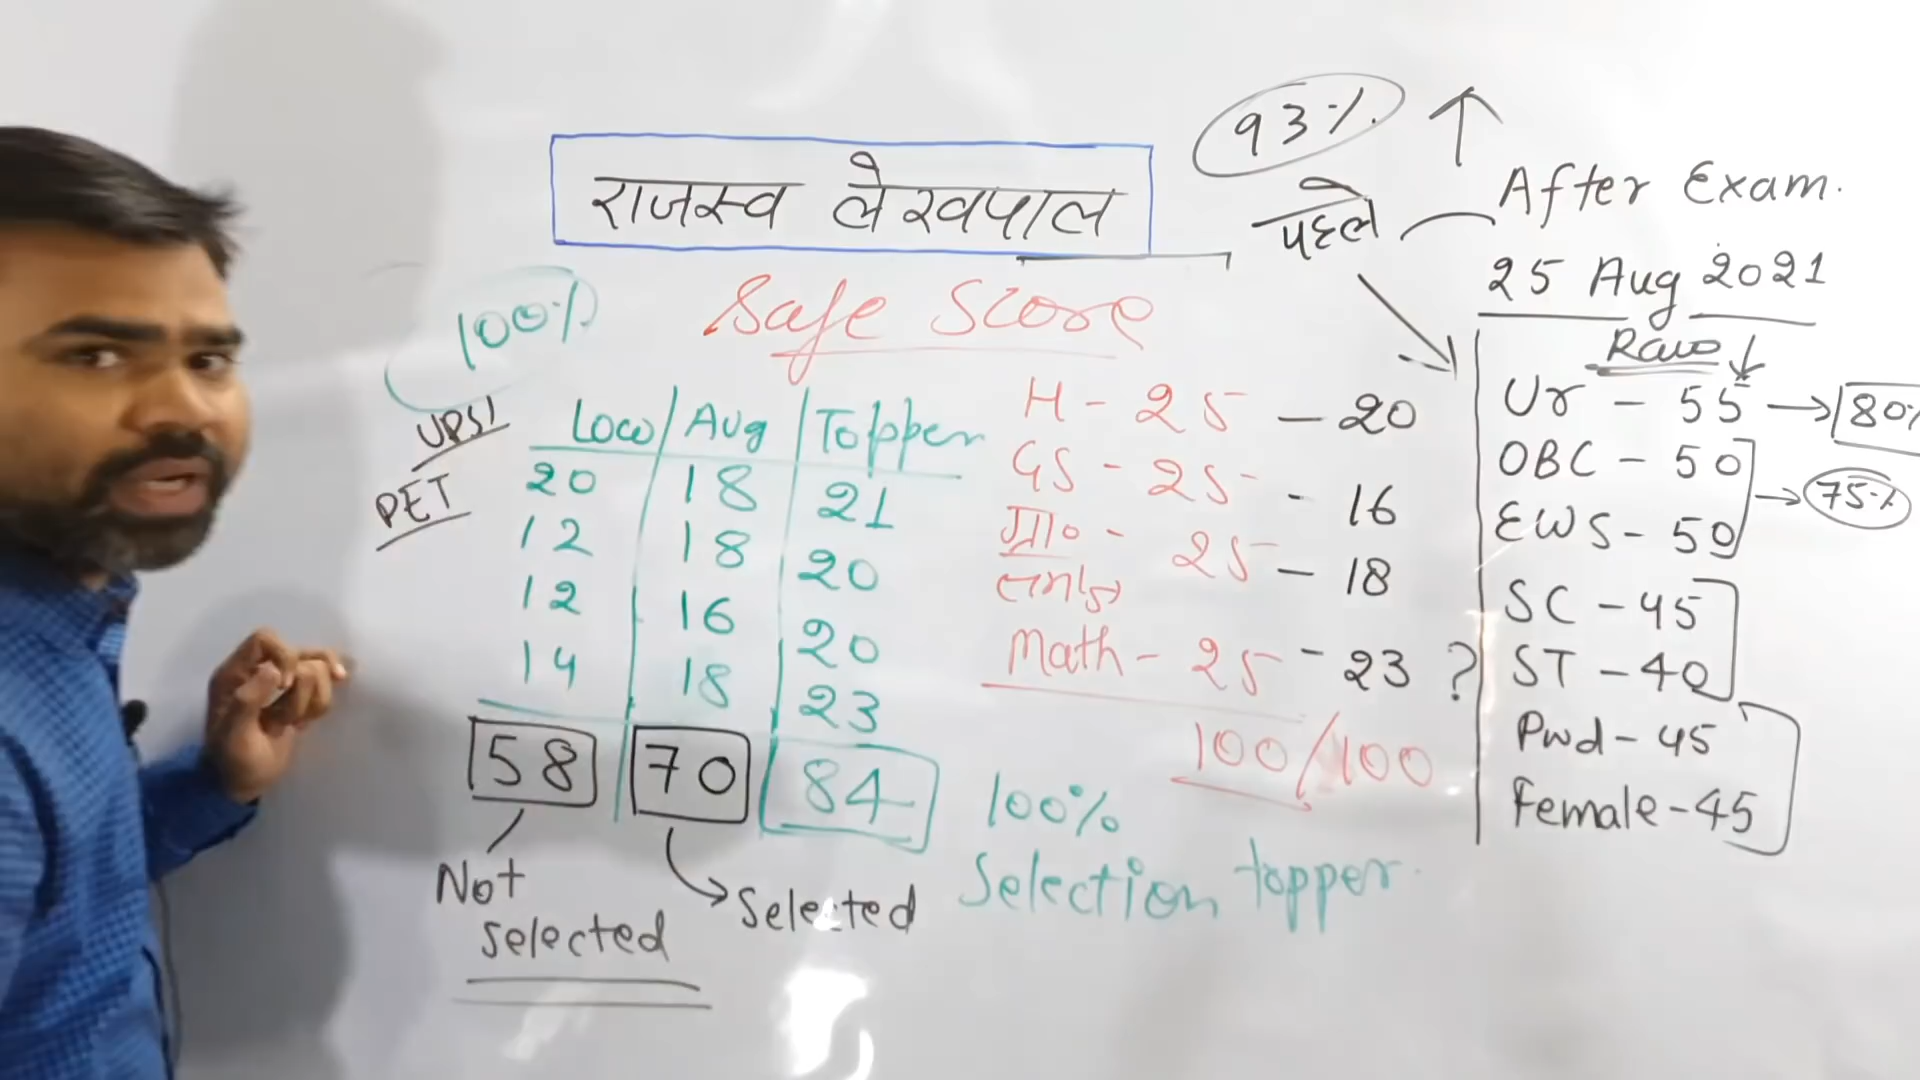 93%
राजस्व लेखपाल
पहले
After Exam.
25 Aug 2021
100%
Safe Score
Raw
UPSI
PET
Low Aug Topper
20 18 21
12 18 20
12 16 20
14 18 23
58 70 84
Not selected
Selected
H - 25 - 20
GS - 25 - 16
ग्रा० - 25 - 18
समाज
Math - 25 - 23 ?
100/100
100%
Selection topper.
Ur - 55 → 80%
OBC - 50
EWS - 50
75%
SC - 45
ST - 40
Pwd - 45
Female - 45